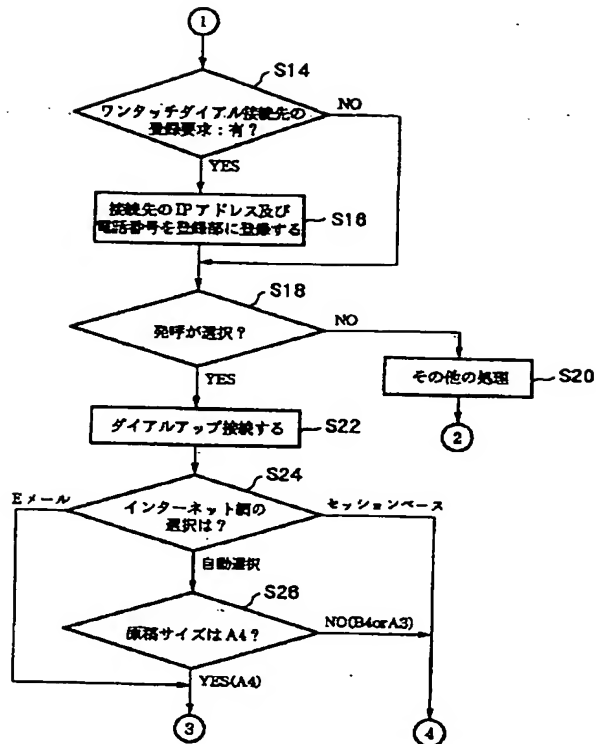 1
S14
ワンタッチダイアル接続先の
登録要求:有?
NO
YES
接続先のIPアドレス及び
電話番号を登録部に登録する
S16
S18
発呼が選択?
NO
YES
その他の処理
S20
2
ダイアルアップ接続する
S22
S24
Eメール
インターネット網の
選択は?
セッションベース
自動選択
S26
原稿サイズはA4?
NO(B4orA3)
YES(A4)
3
4